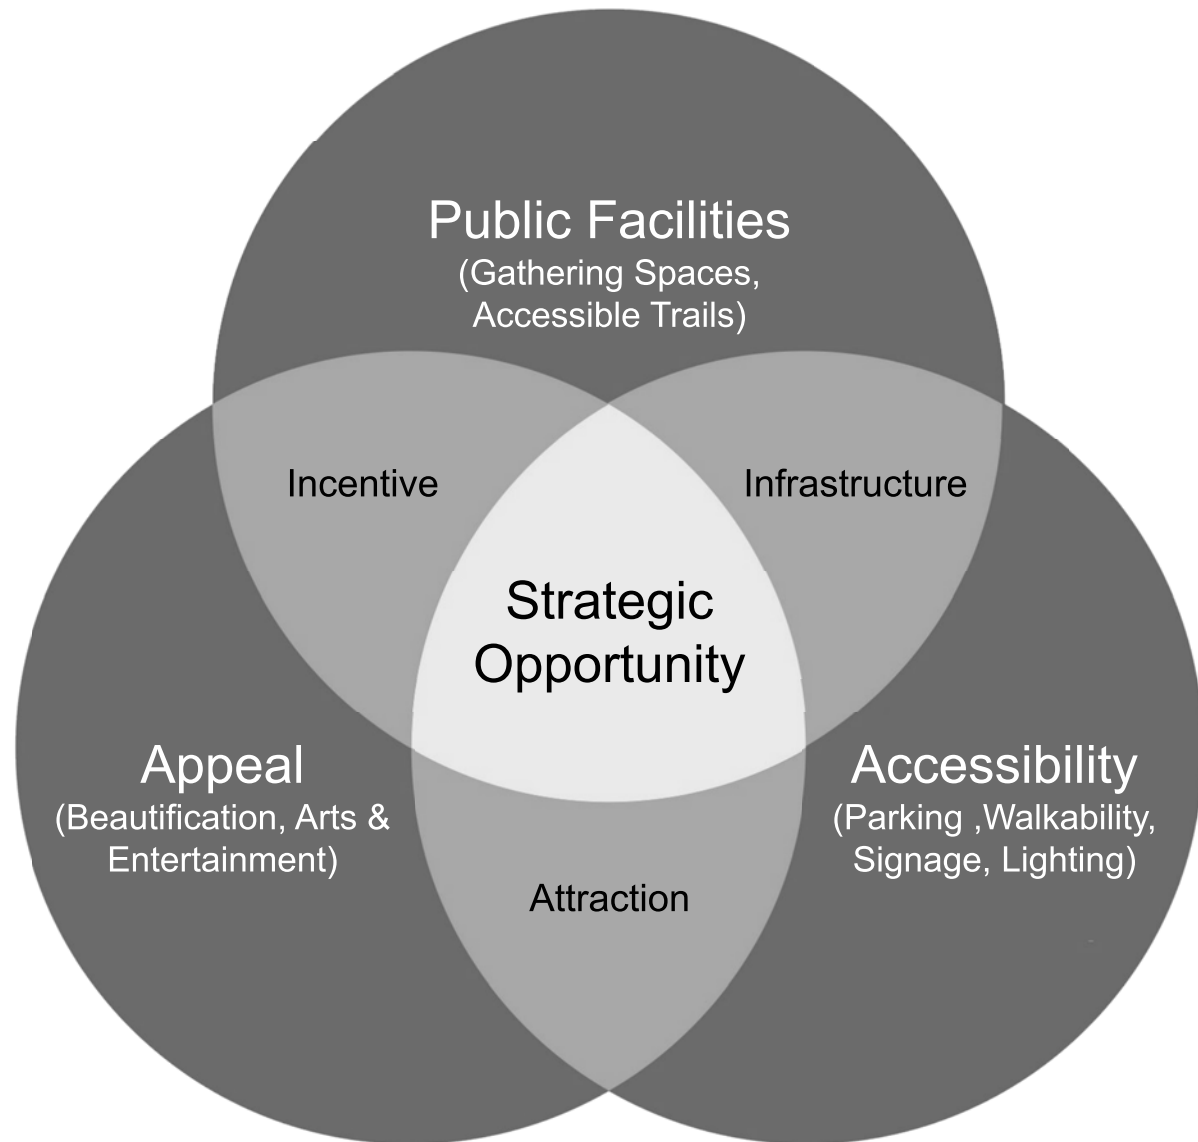 Public Facilities
(Gathering Spaces,
Accessible Trails)
Incentive
Infrastructure
Strategic
Opportunity
Appeal
(Beautification, Arts &
Entertainment)
Accessibility
(Parking ,Walkability,
Signage, Lighting)
Attraction